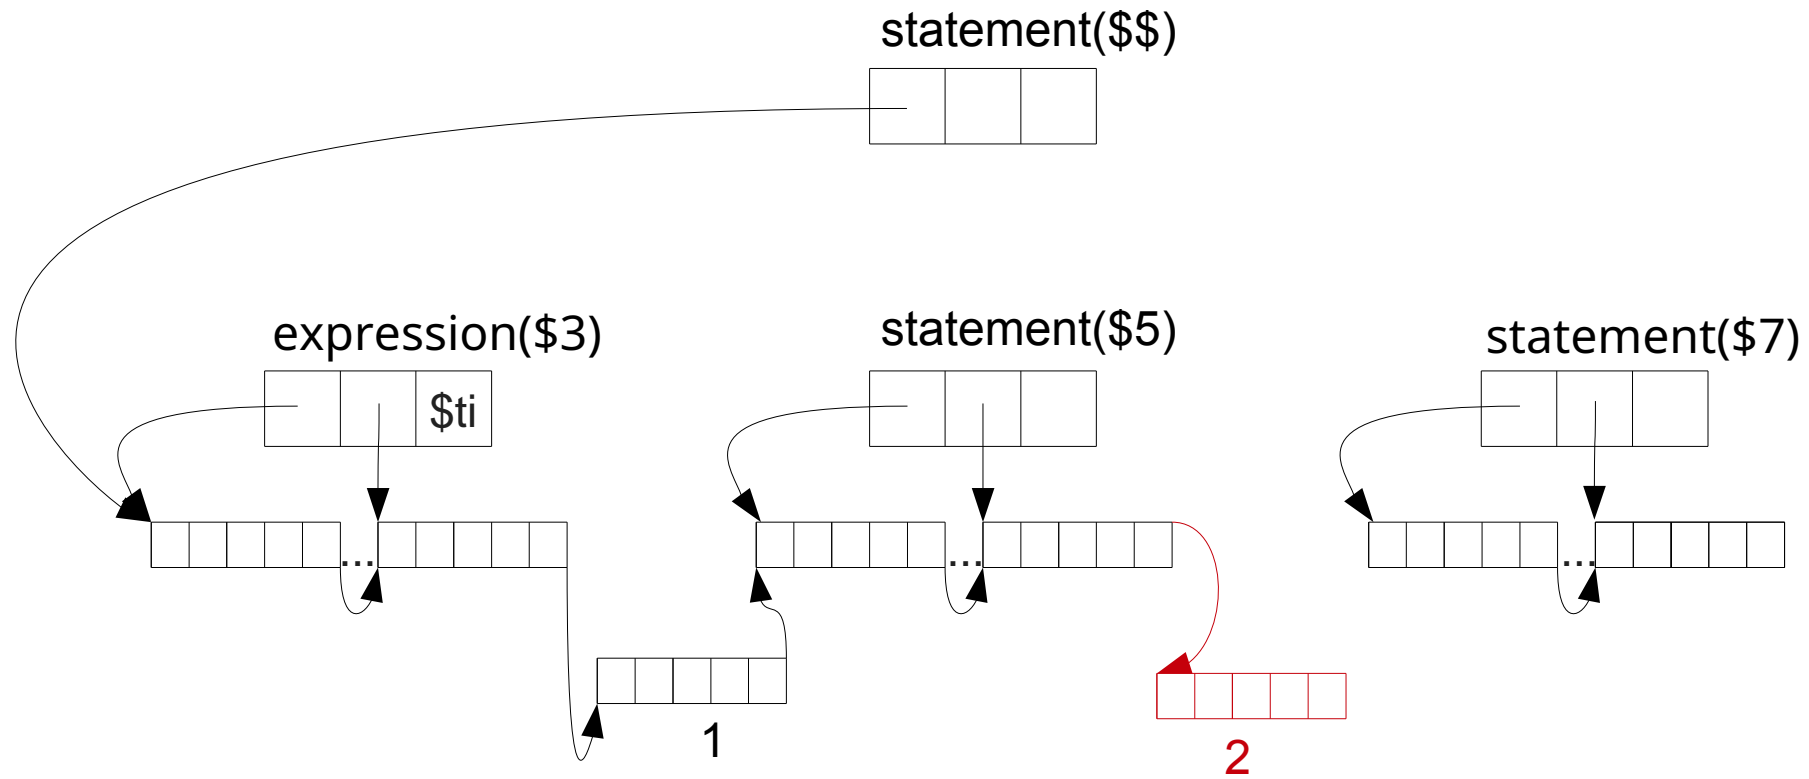 statement($$)
expression($3)
statement($5)
statement($7)
$ti
...
...
...
1
2